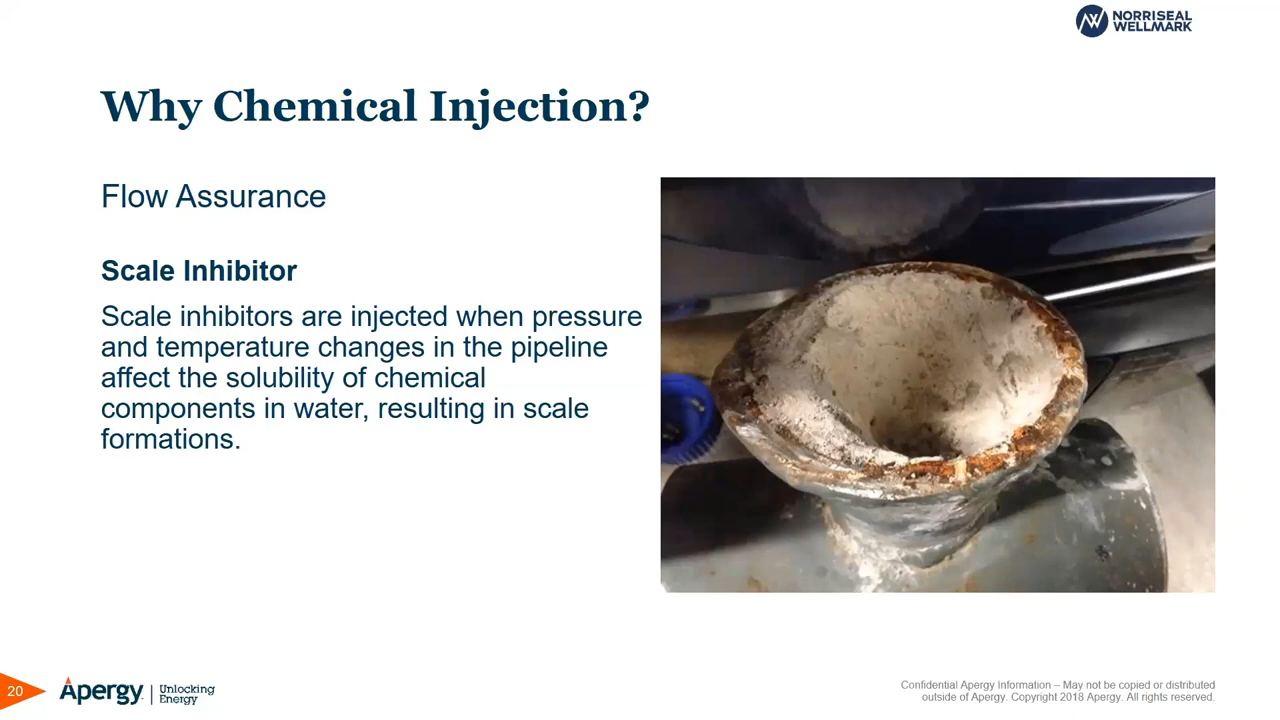 NORRISEAL
WELLMARK
Why Chemical Injection?
Flow Assurance
Scale Inhibitor
Scale inhibitors are injected when pressure
and temperature changes in the pipeline
affect the solubility of chemical
components in water, resulting in scale
formations.
20
Apergy
Unlocking
Energy
Confidential Apergy Information – May not be copied or distributed
outside of Apergy. Copyright 2018 Apergy. All rights reserved.